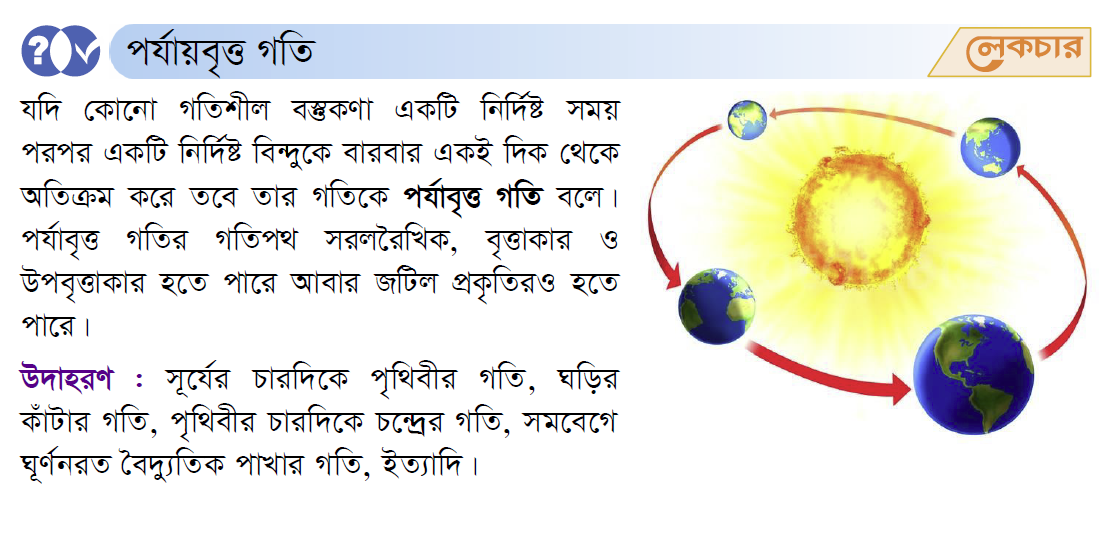 পর্যায়বৃত্ত গতি
লেকচার
যদি কোনো গতিশীল বস্তুকণা একটি নির্দিষ্ট সময়
পরপর একটি নির্দিষ্ট বিন্দুকে বারবার একই দিক থেকে
অতিক্রম করে তবে তার গতিকে পর্যাবৃত্ত গতি বলে।
পর্যাবৃত্ত গতির গতিপথ সরলরৈখিক, বৃত্তাকার ও
উপবৃত্তাকার হতে পারে আবার জটিল প্রকৃতিরও হতে
পারে।
উদাহরণ : সূর্যের চারদিকে পৃথিবীর গতি, ঘড়ির
কাঁটার গতি, পৃথিবীর চারদিকে চন্দ্রের গতি, সমবেগে
ঘূর্ণনরত বৈদ্যুতিক পাখার গতি, ইত্যাদি।